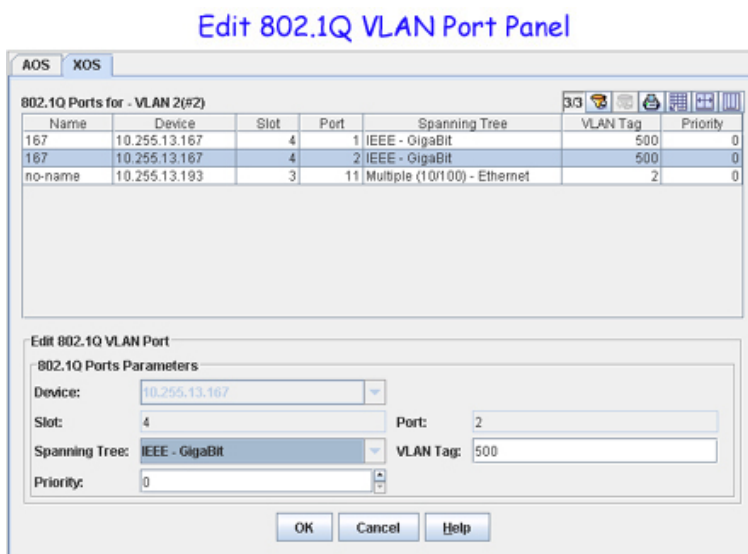 Edit 802.1Q VLAN Port Panel
AOS XOS
802.1Q Ports for - VLAN 2(#2) 3/3
Name Device Slot Port Spanning Tree VLAN Tag Priority
167 10.255.13.167 4 1 IEEE - GigaBit 500 0
167 10.255.13.167 4 2 IEEE - GigaBit 500 0
no-name 10.255.13.193 3 11 Multiple (10/100) - Ethernet 2 0
Edit 802.1Q VLAN Port
802.1Q Ports Parameters
Device: 10.255.13.167
Slot: 4 Port: 2
Spanning Tree: IEEE - GigaBit VLAN Tag: 500
Priority: 0
OK Cancel Help